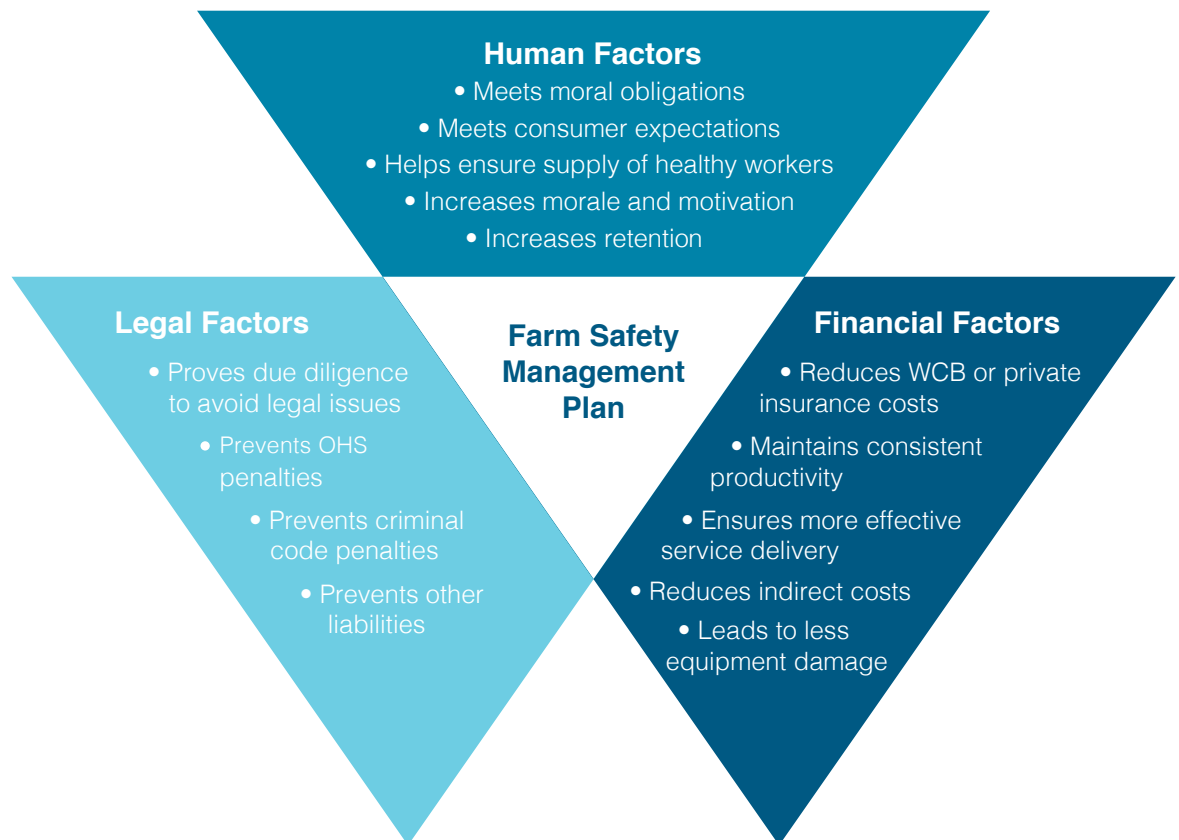 Human Factors
• Meets moral obligations
• Meets consumer expectations
• Helps ensure supply of healthy workers
• Increases morale and motivation
• Increases retention
Legal Factors
• Proves due diligence
to avoid legal issues
• Prevents OHS
penalties
• Prevents criminal
code penalties
• Prevents other
liabilities
Farm Safety
Management
Plan
Financial Factors
• Reduces WCB or private
insurance costs
• Maintains consistent
productivity
• Ensures more effective
service delivery
• Reduces indirect costs
• Leads to less
equipment damage